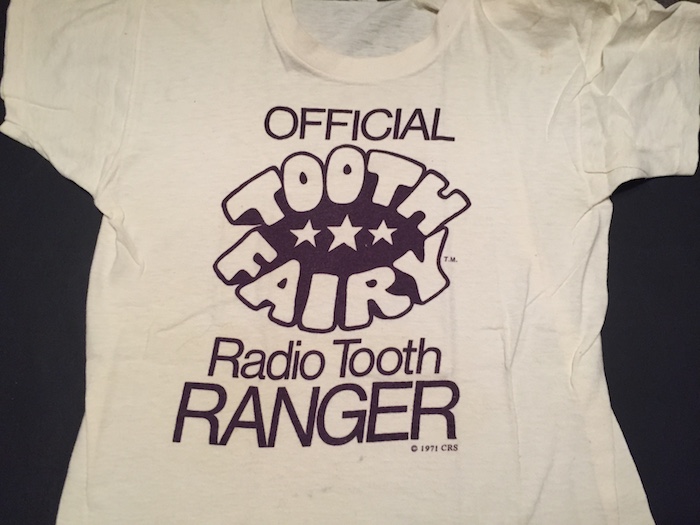 OFFICIAL
TOOTH
FAIRY T.M.
Radio Tooth
RANGER
© 1971 CRS